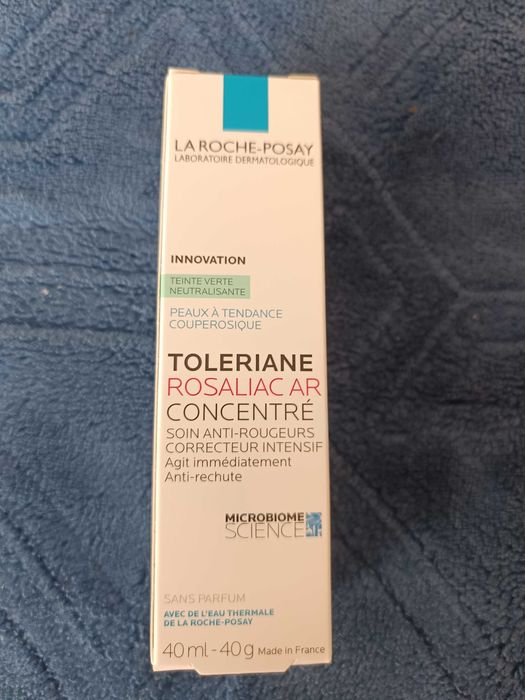 LA ROCHE-POSAY
LABORATOIRE DERMATOLOGIQUE
INNOVATION
TEINTE VERTE
NEUTRALISANTE
PEAUX À TENDANCE
COUPEROSIQUE
TOLERIANE
ROSALIAC AR
CONCENTRÉ
SOIN ANTI-ROUGEURS
CORRECTEUR INTENSIF
Agit immédiatement
Anti-rechute
MICROBIOME
SCIENCE
SANS PARFUM
AVEC DE L'EAU THERMALE
DE LA ROCHE-POSAY
40 ml - 40 g Made in France